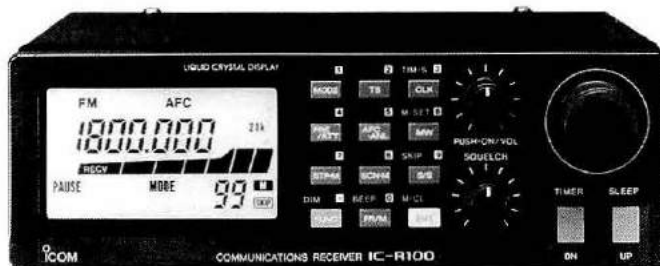 LIQUID CRYSTAL DISPLAY
FM AFC
1800.000
RECV
PAUSE MODE 99 M
SKIP
1 2 TIM-S 3
MODE TS CLK
4 5 M-SET 6
MW
7 8 SKIP 9
STP-M SCN-M S/S
DIM BEEP 0 M-CL
FUNC PR/M
PUSH-ON/VOL
SQUELCH
TIMER SLEEP
ON UP
ICOM COMMUNICATIONS RECEIVER IC-R100